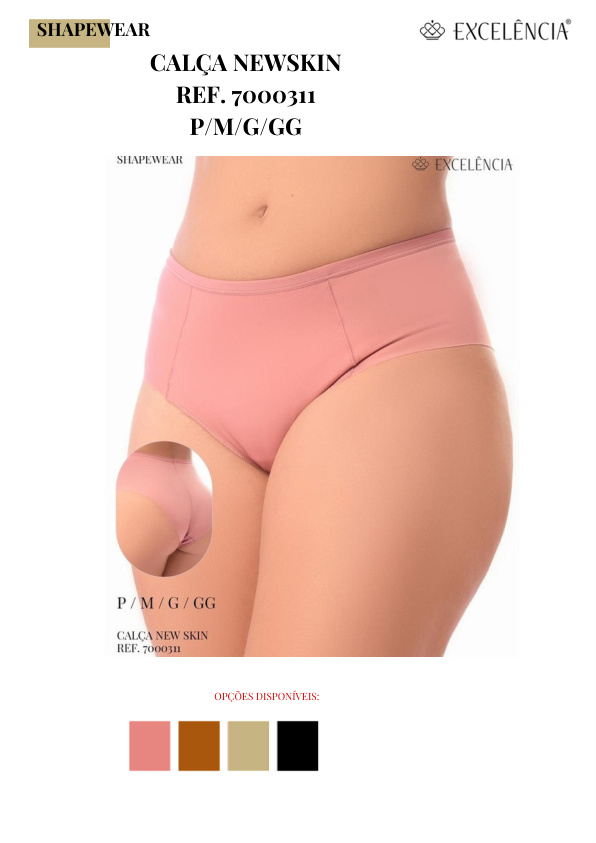 SHAPEWEAR
EXCELÊNCIA®
CALÇA NEWSKIN
REF. 7000311
P/M/G/GG
SHAPEWEAR
EXCELÊNCIA
P / M / G / GG
CALÇA NEW SKIN
REF. 7000311
OPÇÕES DISPONÍVEIS: